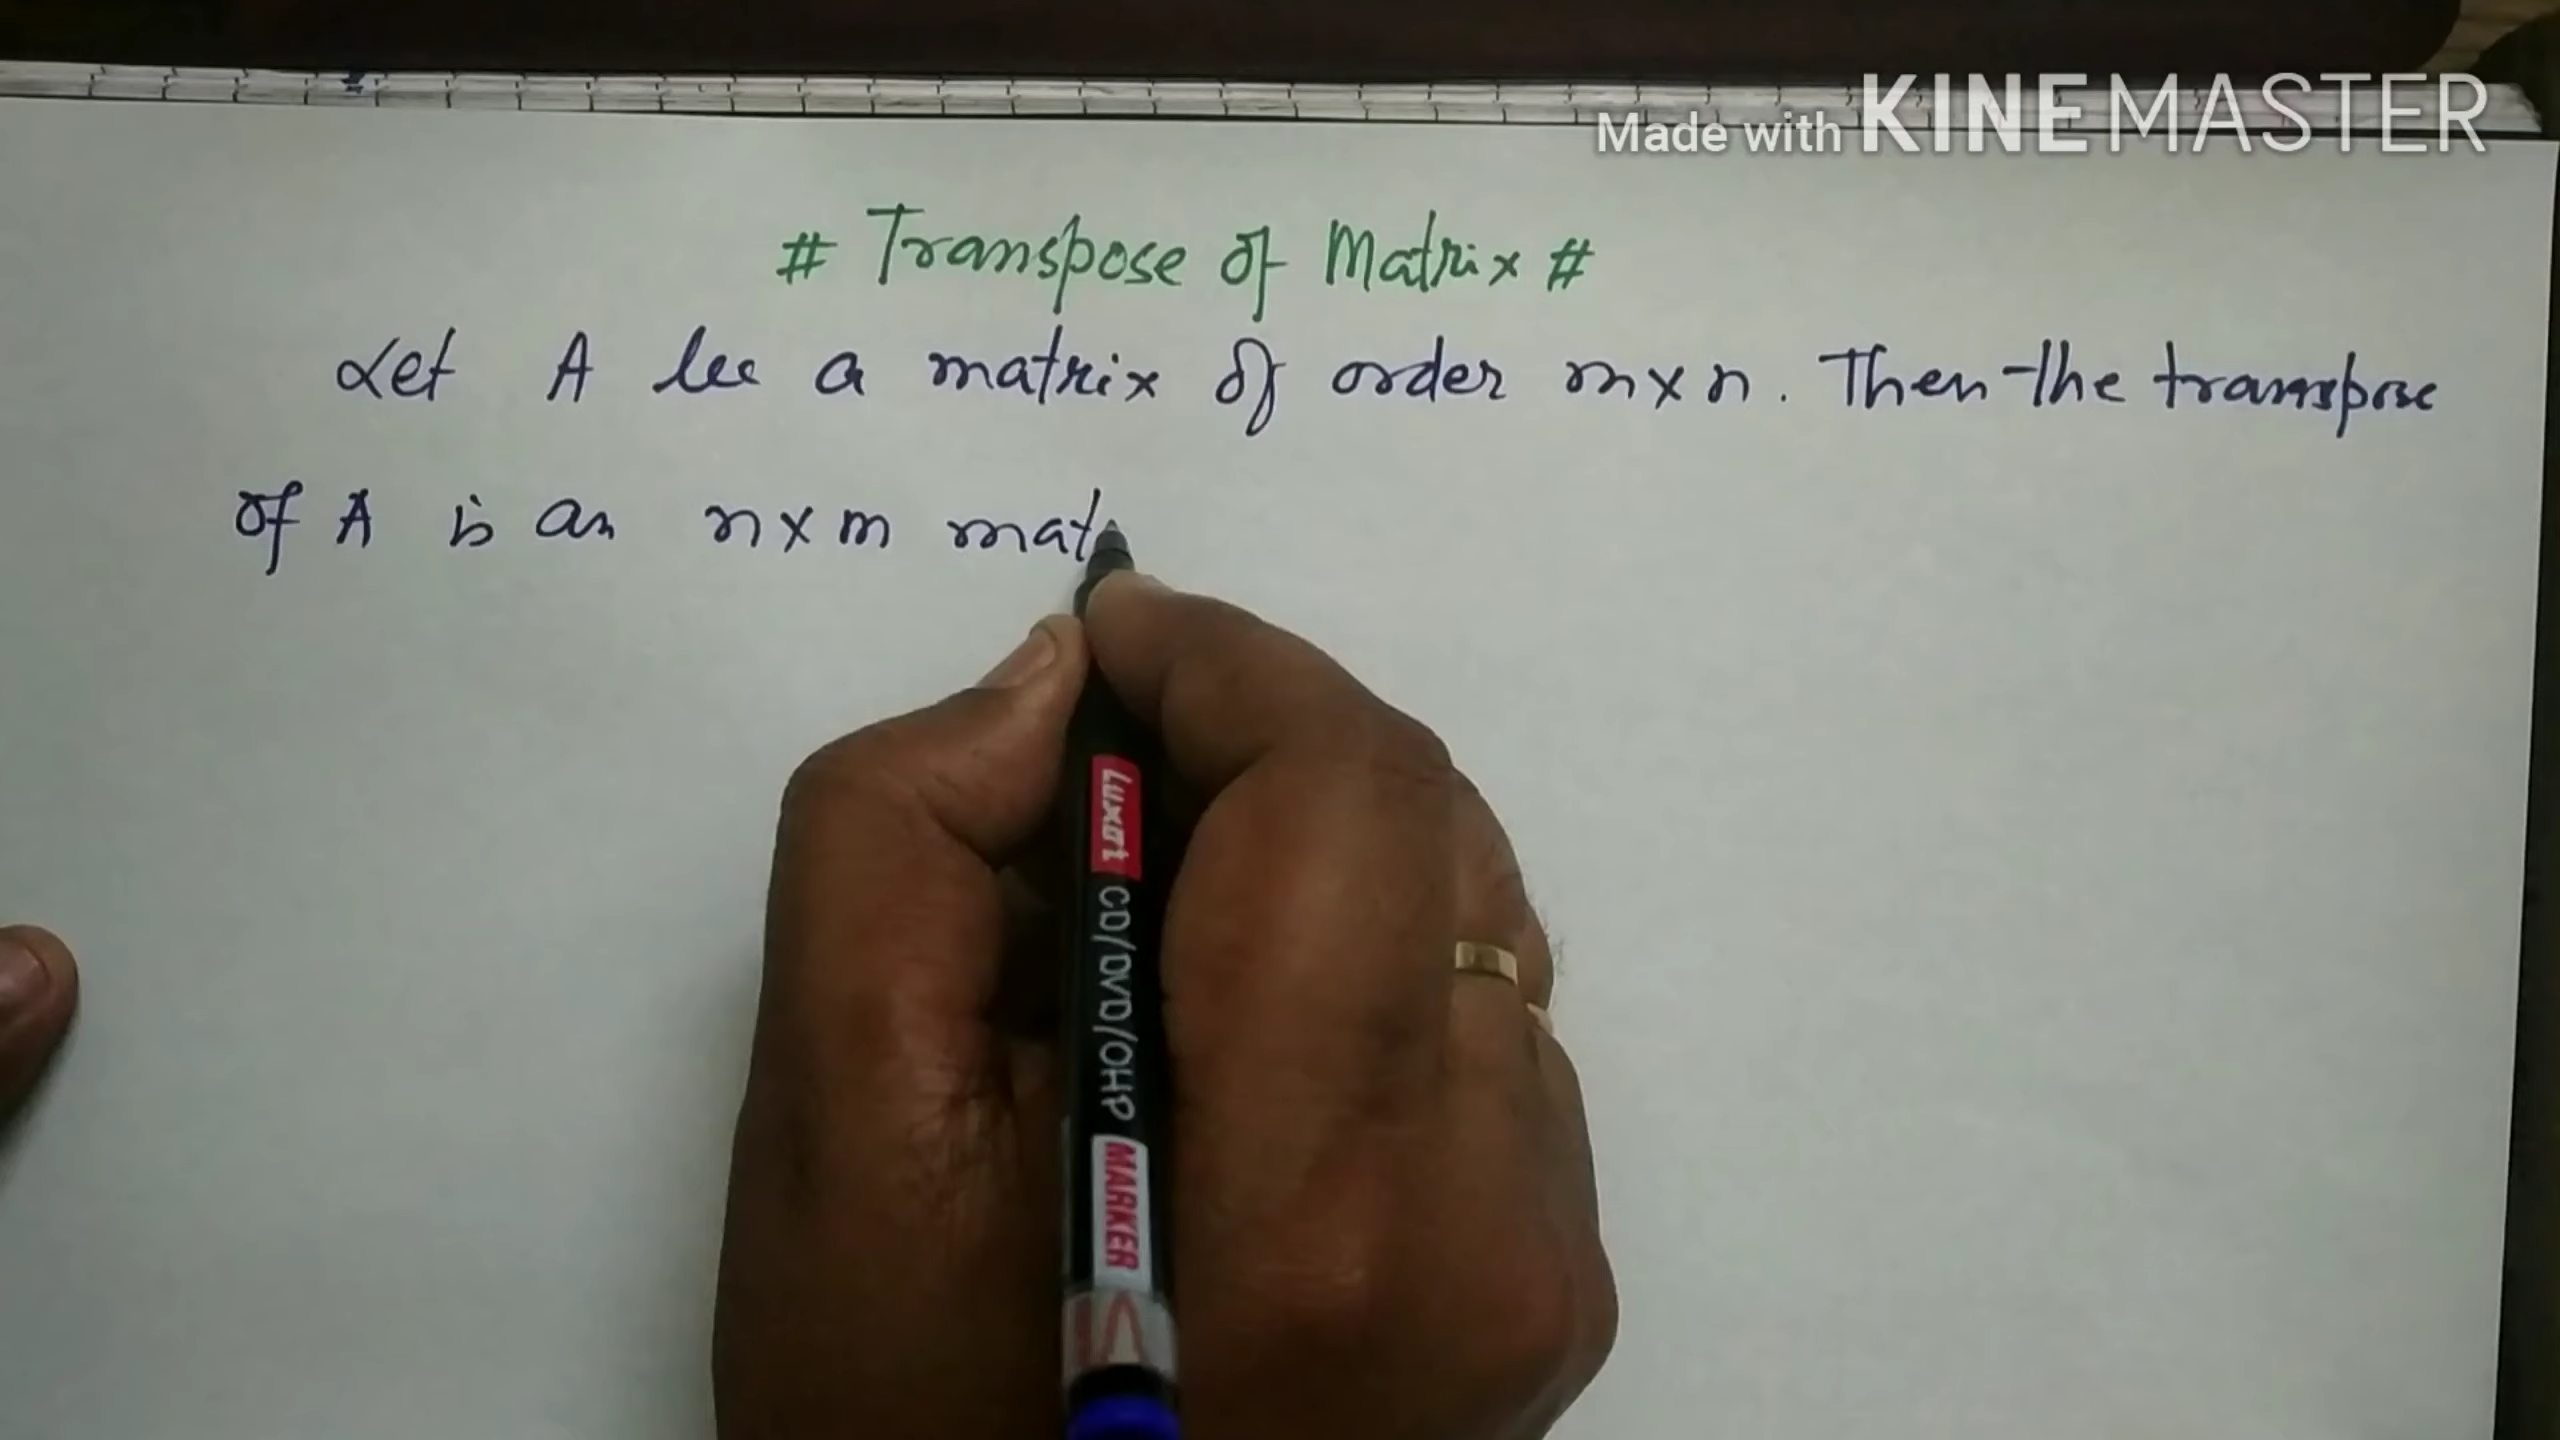 Made with KINEMASTER
# Transpose of Matrix #
Let A be a matrix of order m×n. Then the transpose
of A is an n×m mat
Luxor CD/DVD/OHP MARKER